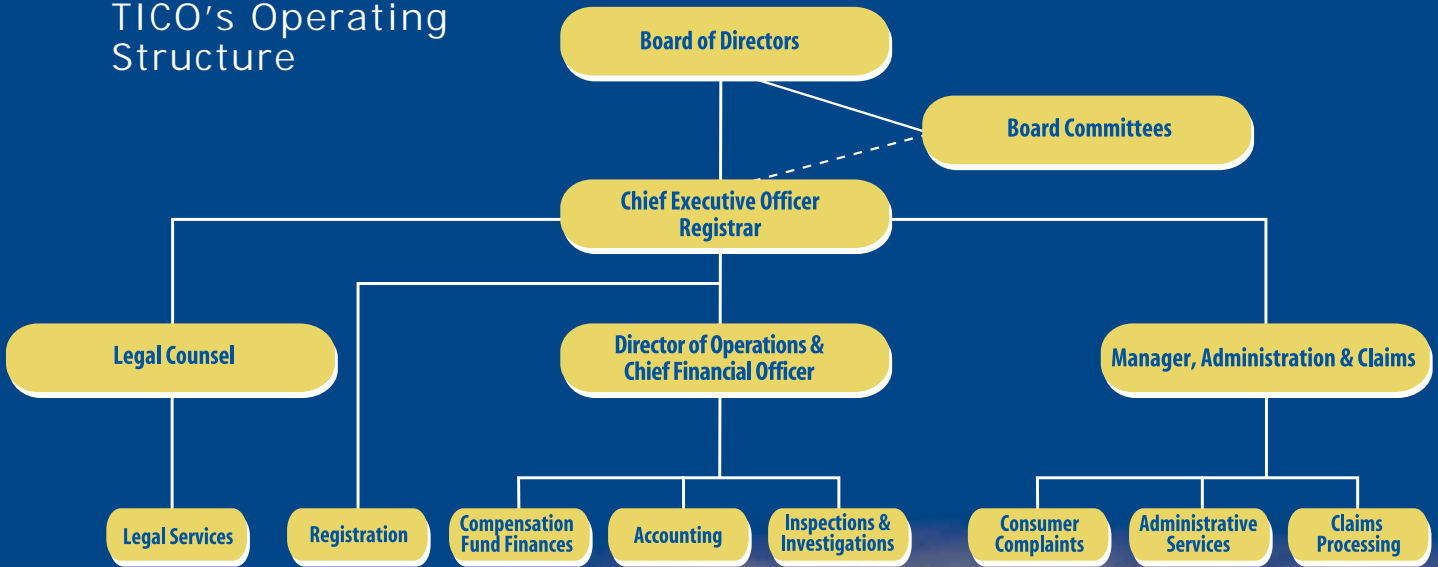 TICO's Operating
Structure
Board of Directors
Board Committees
Chief Executive Officer
Registrar
Legal Counsel
Director of Operations &
Chief Financial Officer
Manager, Administration & Claims
Legal Services
Registration
Compensation
Fund Finances
Accounting
Inspections &
Investigations
Consumer
Complaints
Administrative
Services
Claims
Processing